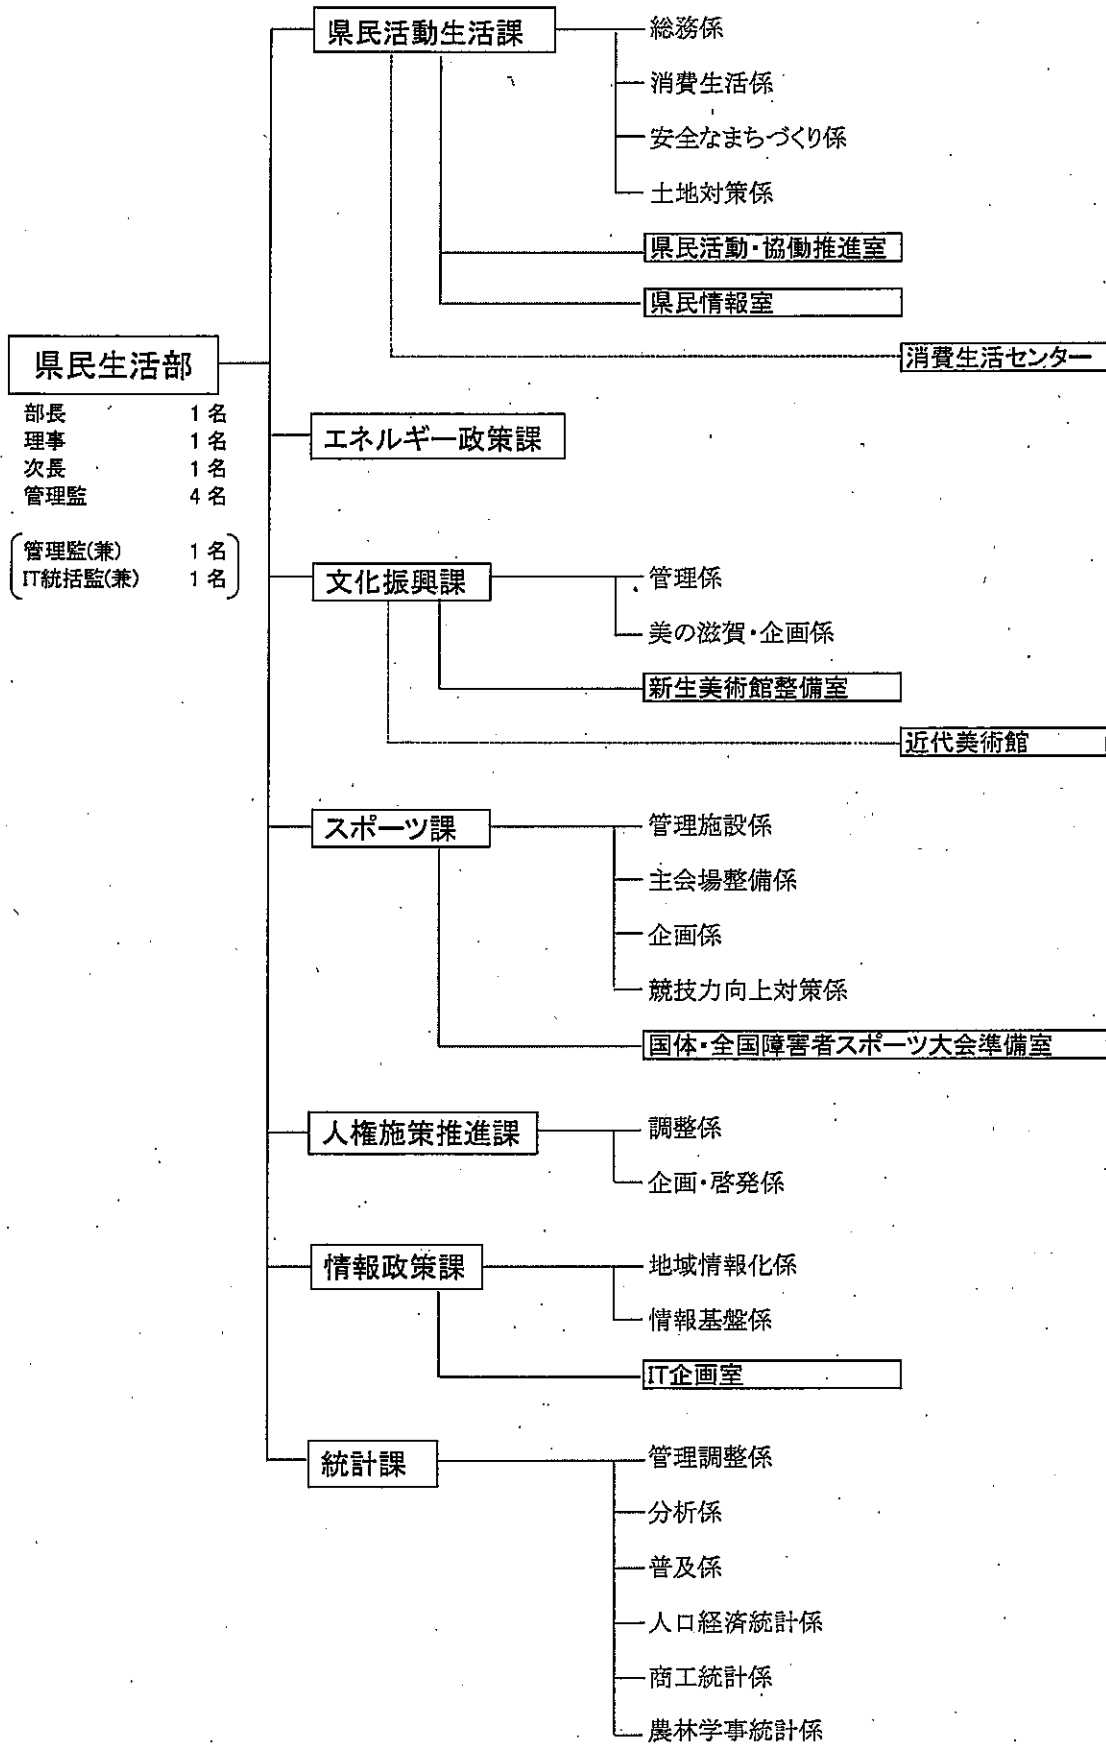 県民活動生活課
総務係
消費生活係
安全なまちづくり係
土地対策係
県民活動・協働推進室
県民情報室
消費生活センター
県民生活部
部長 1名
理事 1名
次長 1名
管理監 4名
管理監(兼) 1名
IT統括監(兼) 1名
エネルギー政策課
文化振興課
管理係
美の滋賀・企画係
新生美術館整備室
近代美術館
スポーツ課
管理施設係
主会場整備係
企画係
競技力向上対策係
国体・全国障害者スポーツ大会準備室
人権施策推進課
調整係
企画・啓発係
情報政策課
地域情報化係
情報基盤係
IT企画室
統計課
管理調整係
分析係
普及係
人口経済統計係
商工統計係
農林学事統計係